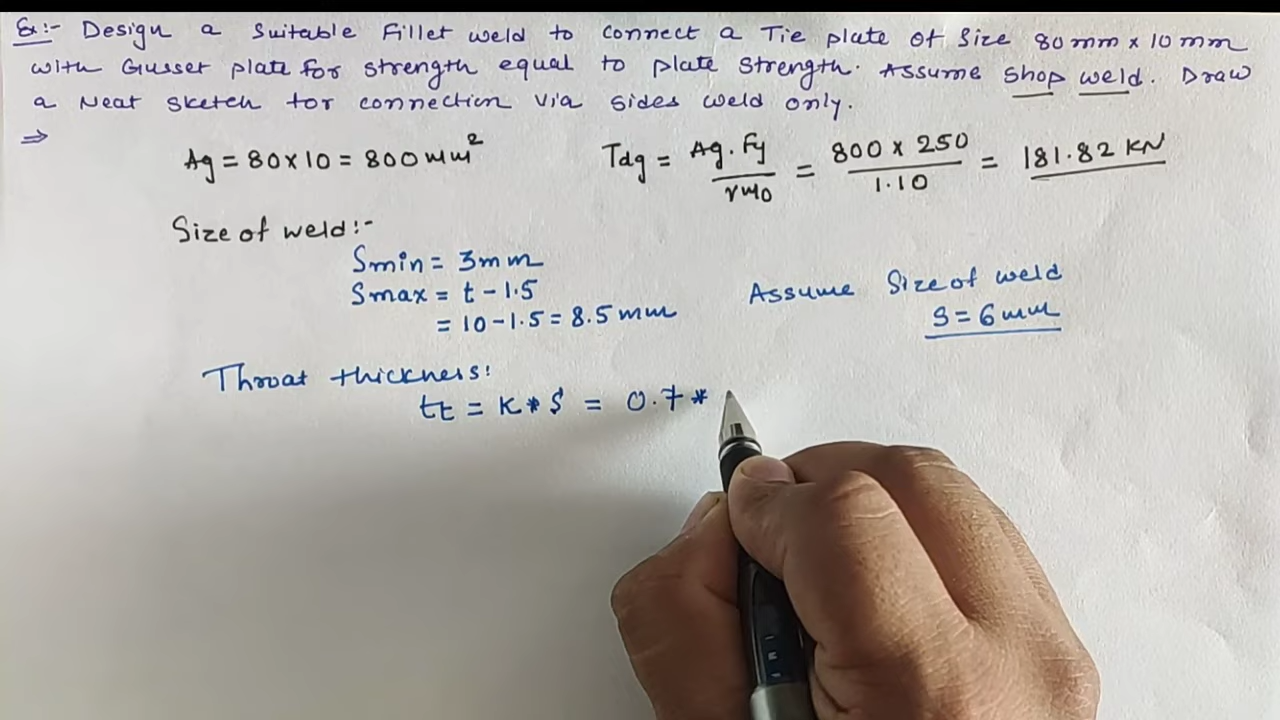 Ex:- Design a Suitable Fillet weld to connect a Tie plate of Size 80mm x 10mm
with Gusset plate for strength equal to plate strength. Assume shop weld. Draw
a Neat sketch for connection via sides weld only.
⇒
Ag = 80 x 10 = 800 mm²
Tdg = Ag. Fy / γm0 = 800 x 250 / 1.10 = 181.82 KN
Size of weld:-
Smin = 3mm
Smax = t - 1.5
= 10 - 1.5 = 8.5 mm
Assume Size of weld
S = 6mm
Throat thickness:
tt = K * S = 0.7 *